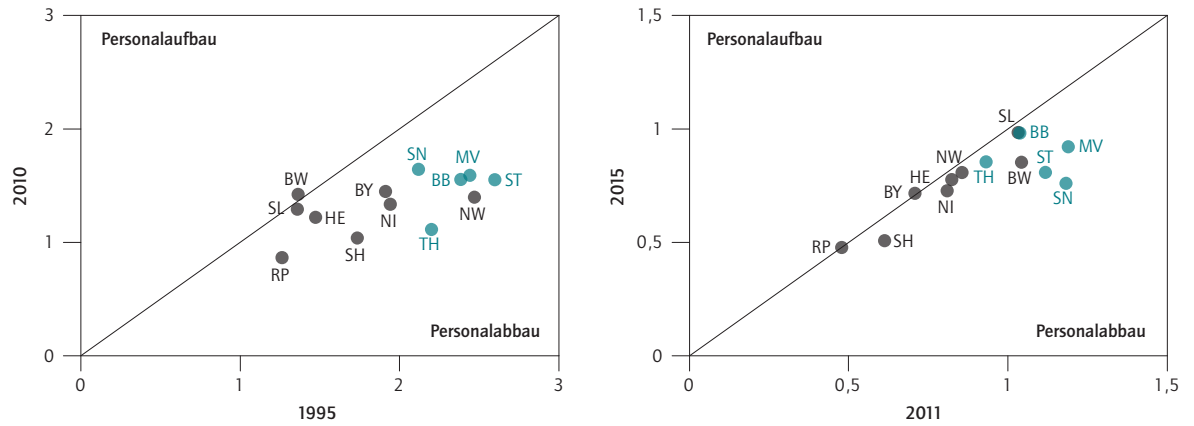 3
Personalaufbau
2
SN
MV
BB
ST
BW
BY
SL
HE
NI
NW
TH
SH
RP
1
Personalabbau
0
0
1
2
3
1995
2010
1,5
Personalaufbau
1
SL
BB
MV
NW
ST
TH
BW
HE
BY
NI
SN
RP
SH
0,5
Personalabbau
0
0
0,5
1
1,5
2011
2015